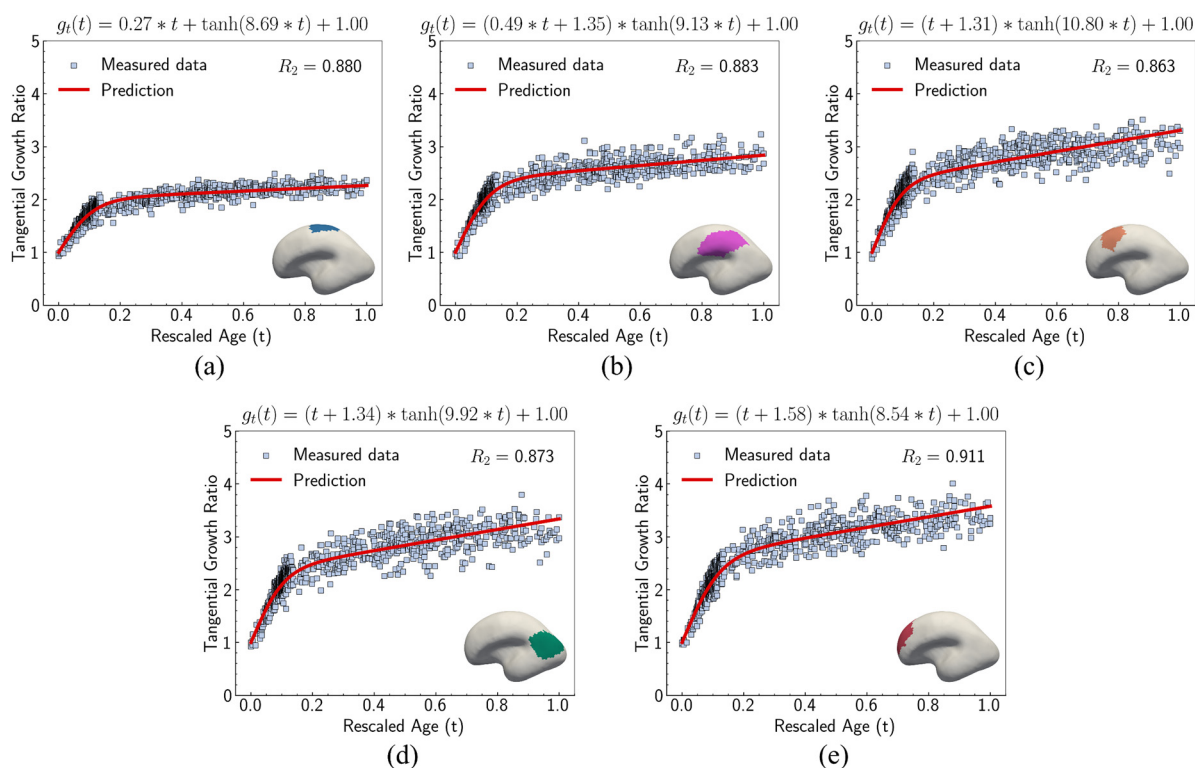 $g_t(t) = 0.27 * t + \tanh(8.69 * t) + 1.00$
Tangential Growth Ratio
5
4
3
2
1
0
Measured data
$R_2 = 0.880$
Prediction
0.0 0.2 0.4 0.6 0.8 1.0
Rescaled Age (t)
(a)
$g_t(t) = (0.49 * t + 1.35) * \tanh(9.13 * t) + 1.00$
Tangential Growth Ratio
5
4
3
2
1
0
Measured data
$R_2 = 0.883$
Prediction
0.0 0.2 0.4 0.6 0.8 1.0
Rescaled Age (t)
(b)
$g_t(t) = (t + 1.31) * \tanh(10.80 * t) + 1.00$
Tangential Growth Ratio
5
4
3
2
1
0
Measured data
$R_2 = 0.863$
Prediction
0.0 0.2 0.4 0.6 0.8 1.0
Rescaled Age (t)
(c)
$g_t(t) = (t + 1.34) * \tanh(9.92 * t) + 1.00$
Tangential Growth Ratio
5
4
3
2
1
0
Measured data
$R_2 = 0.873$
Prediction
0.0 0.2 0.4 0.6 0.8 1.0
Rescaled Age (t)
(d)
$g_t(t) = (t + 1.58) * \tanh(8.54 * t) + 1.00$
Tangential Growth Ratio
5
4
3
2
1
0
Measured data
$R_2 = 0.911$
Prediction
0.0 0.2 0.4 0.6 0.8 1.0
Rescaled Age (t)
(e)